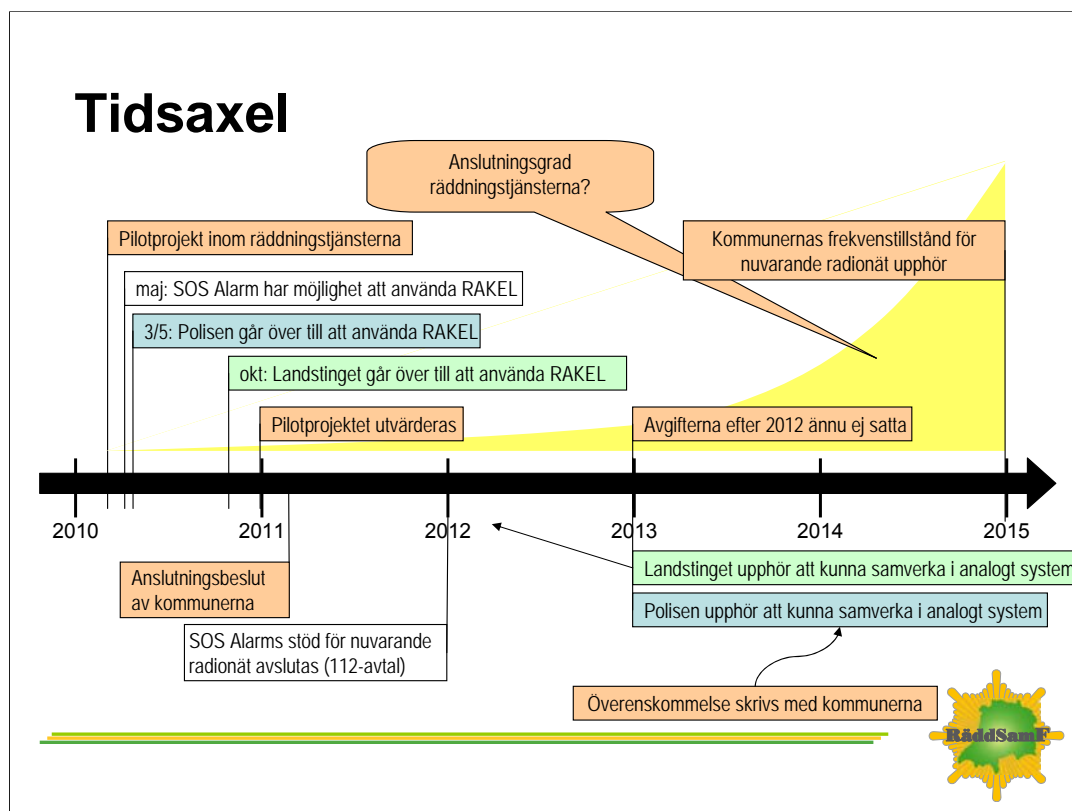 Tidsaxel
Anslutningsgrad
räddningstjänsterna?
Pilotprojekt inom räddningstjänsterna
Kommunernas frekvenstillstånd för
nuvarande radionät upphör
maj: SOS Alarm har möjlighet att använda RAKEL
3/5: Polisen går över till att använda RAKEL
okt: Landstinget går över till att använda RAKEL
Pilotprojektet utvärderas
Avgifterna efter 2012 ännu ej satta
2010 2011 2012 2013 2014 2015
Anslutningsbeslut
av kommunerna
Landstinget upphör att kunna samverka i analogt system
Polisen upphör att kunna samverka i analogt system
SOS Alarms stöd för nuvarande
radionät avslutas (112-avtal)
Överenskommelse skrivs med kommunerna
RäddSamF